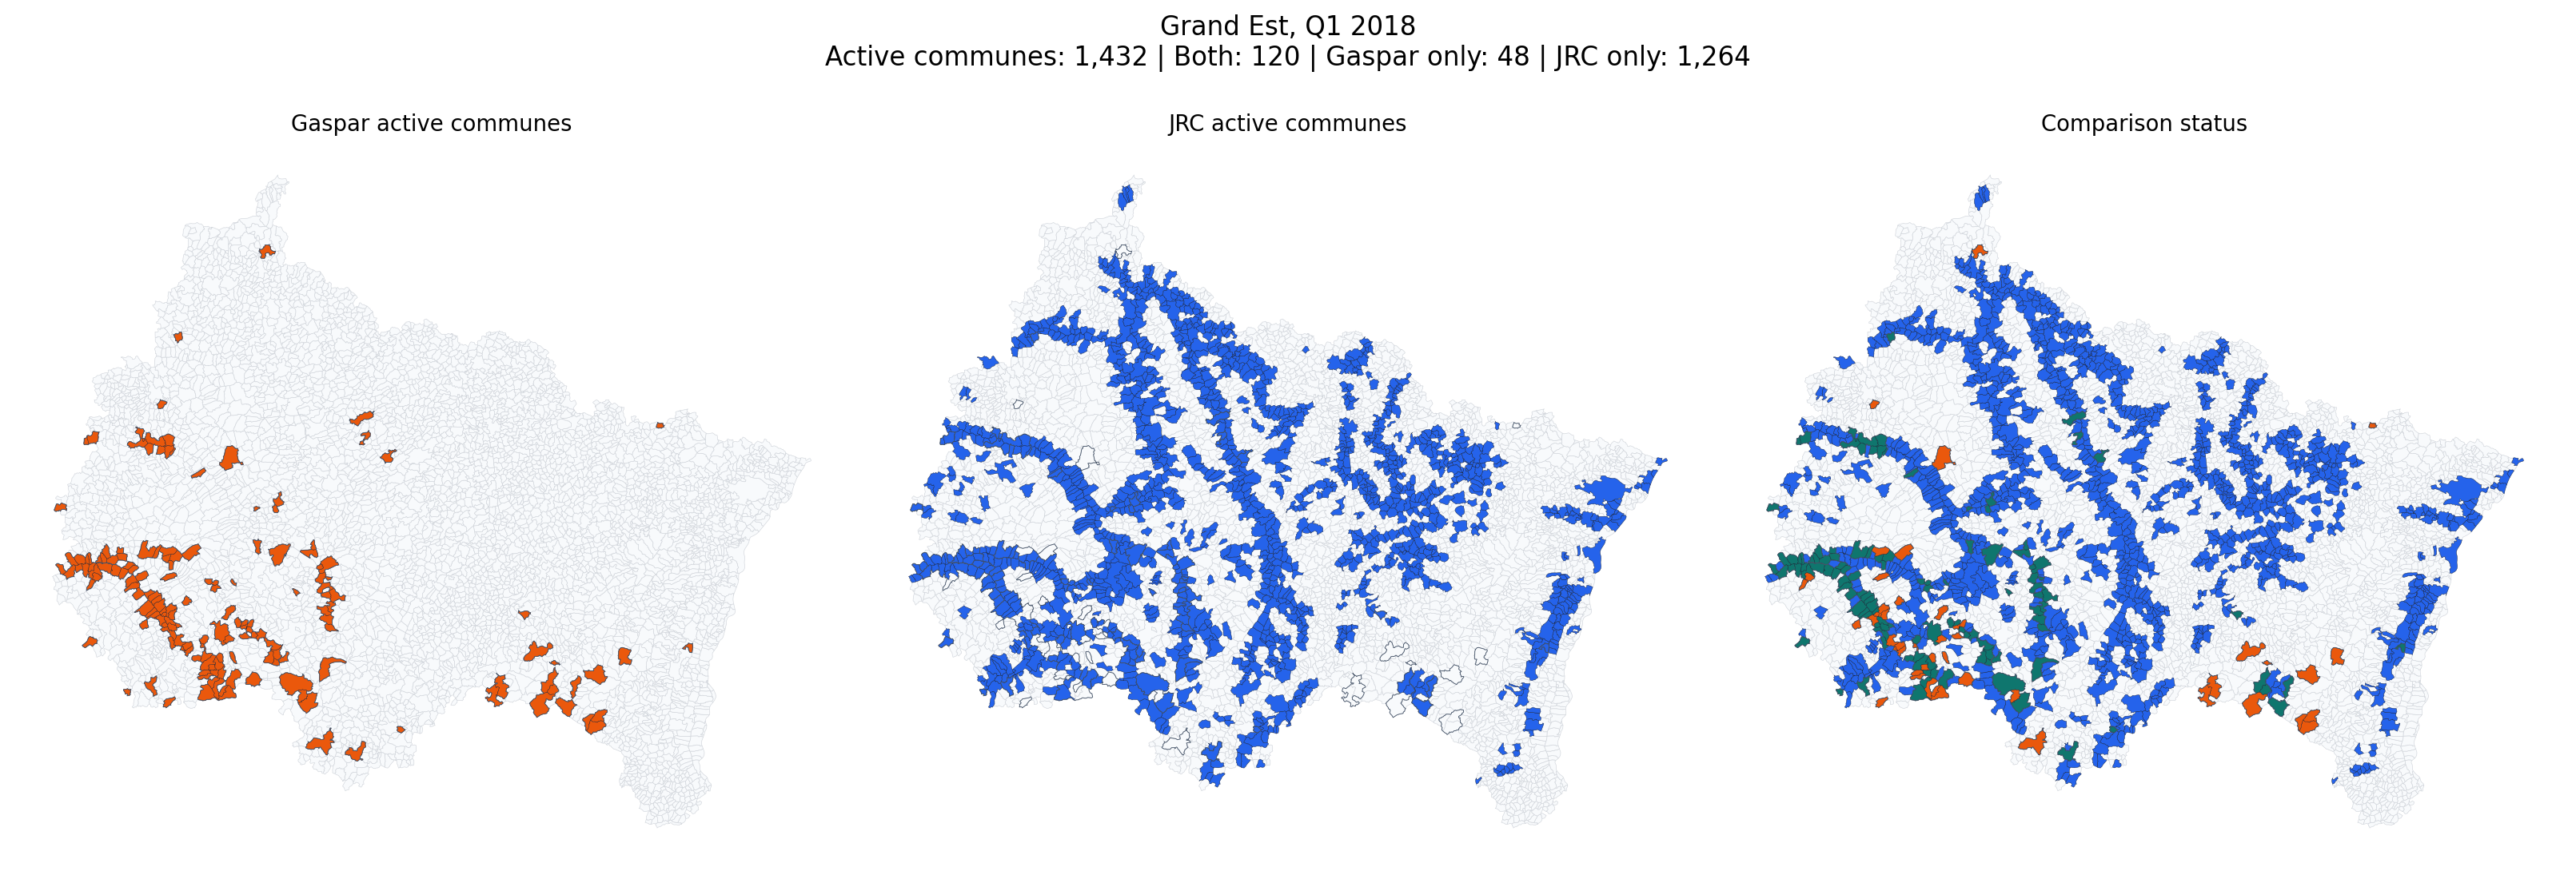 Grand Est, Q1 2018
Active communes: 1,432 | Both: 120 | Gaspar only: 48 | JRC only: 1,264
Gaspar active communes
JRC active communes
Comparison status